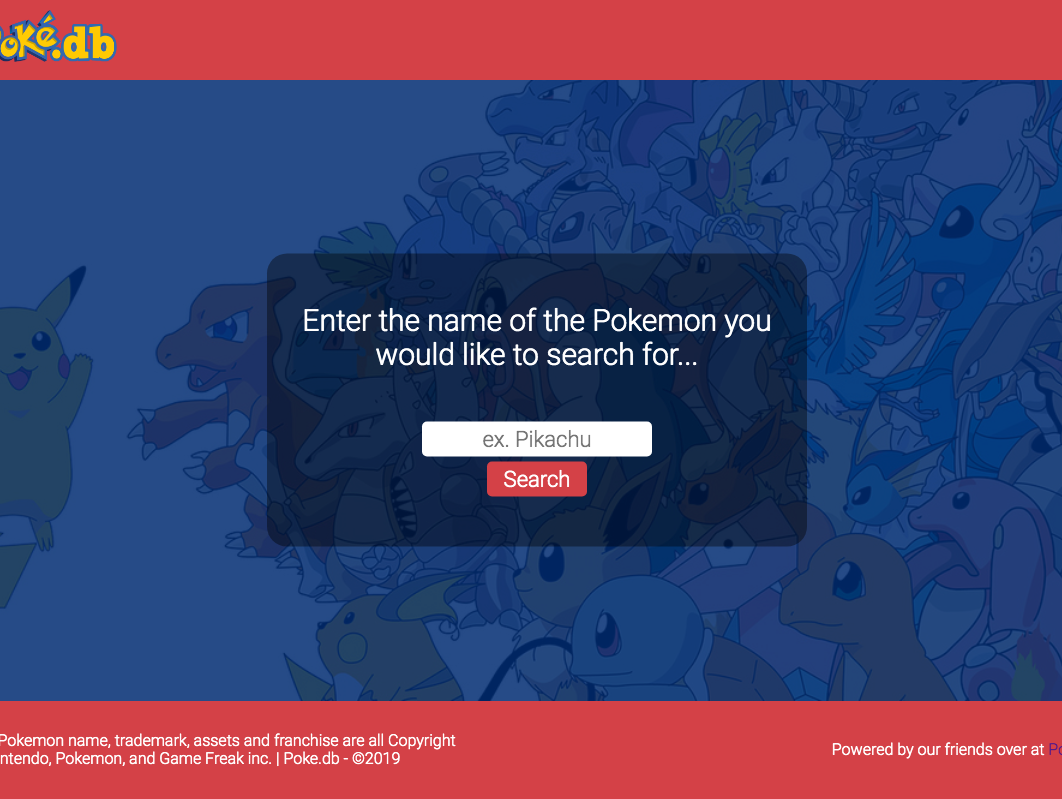 oké.db
Enter the name of the Pokemon you
would like to search for...
ex. Pikachu
Search
Pokemon name, trademark, assets and franchise are all Copyright
ntendo, Pokemon, and Game Freak inc. | Poke.db - ©2019
Powered by our friends over at Po